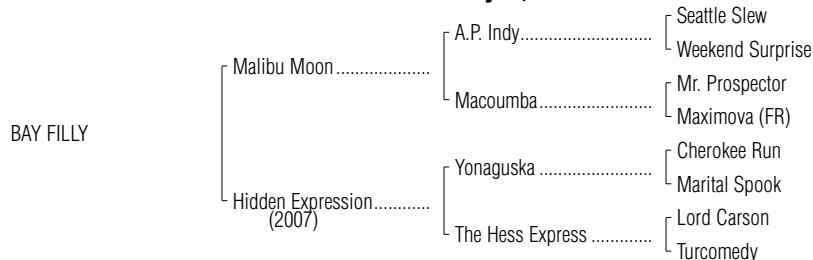 Seattle Slew
A.P. Indy
Weekend Surprise
Malibu Moon
Mr. Prospector
Macoumba
Maximova (FR)
BAY FILLY
Cherokee Run
Yonaguska
Marital Spook
Hidden Expression
(2007)
Lord Carson
The Hess Express
Turcomedy